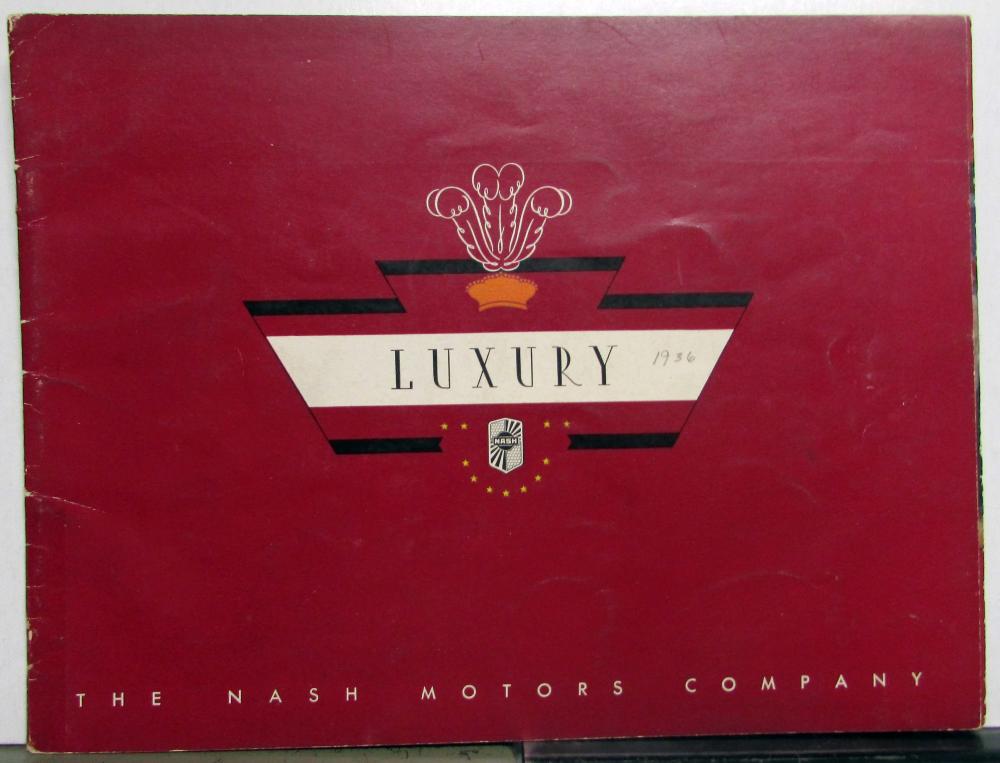 LUXURY 1936
NASH
THE NASH MOTORS COMPANY